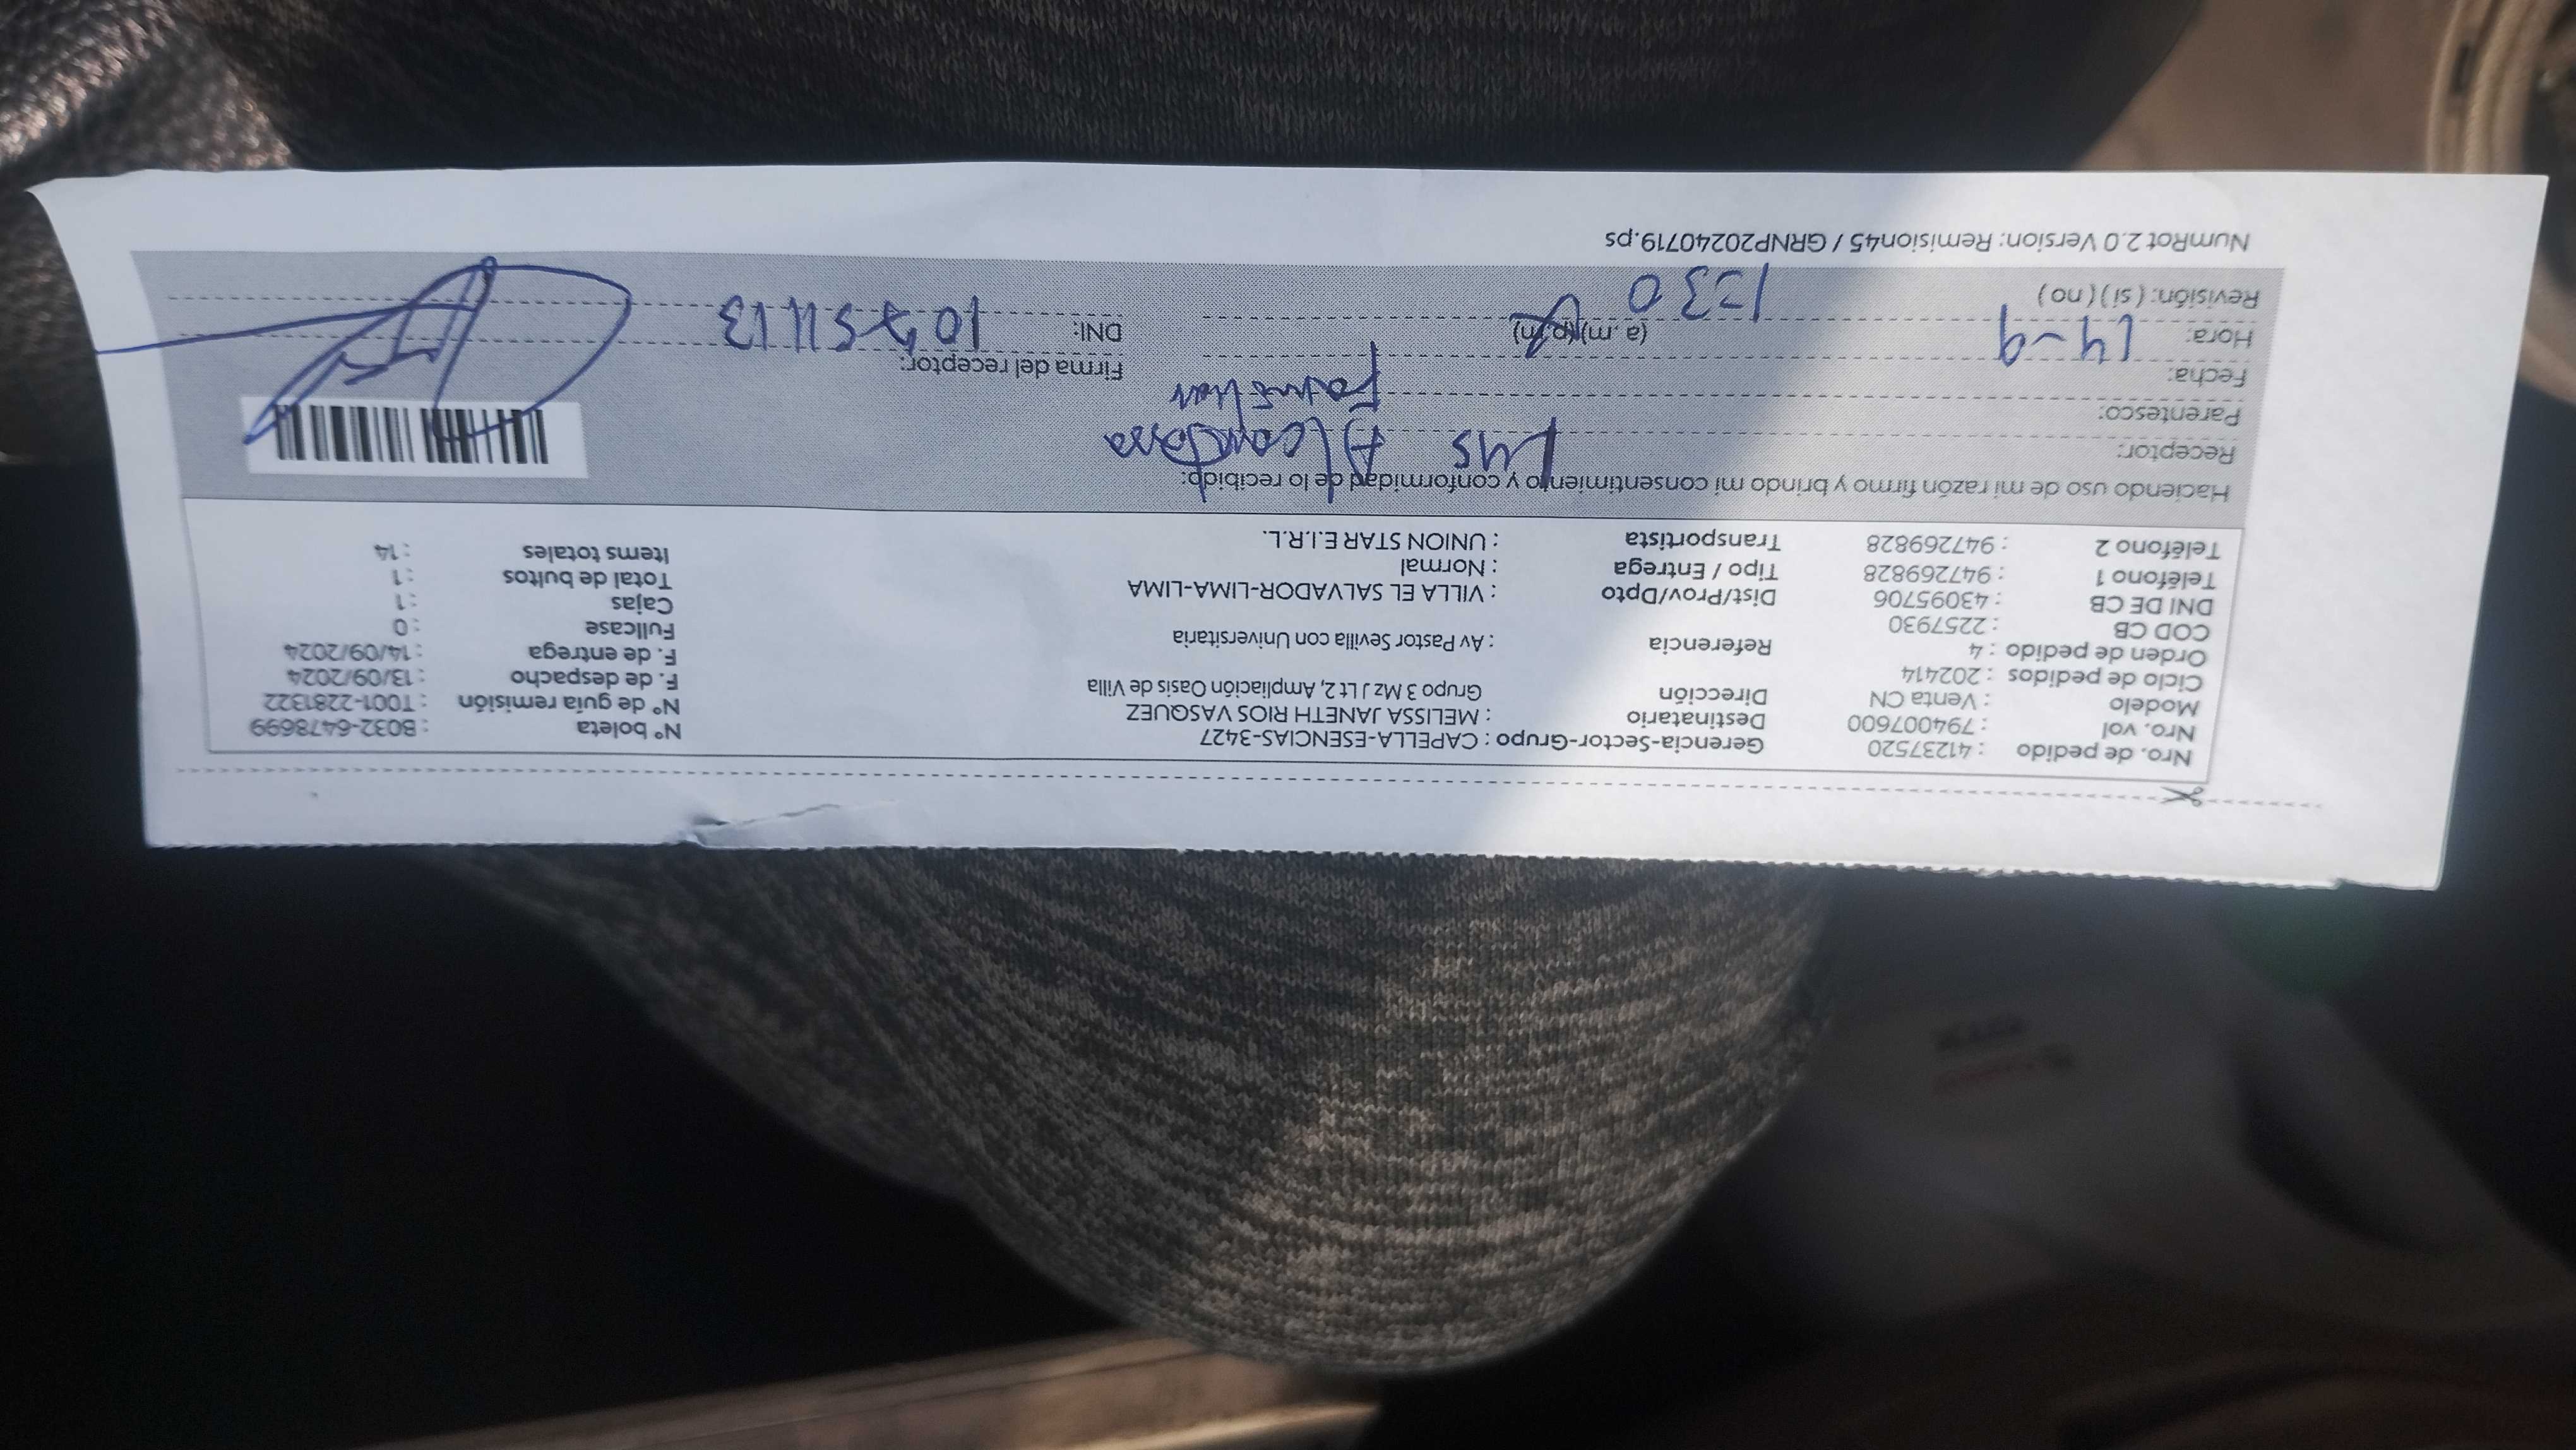 Nro. de pedido : 41237520 Gerencia-Sector-Grupo : CAPELLA-ESENCIAS-3427 N° boleta : B032-6478699
Nro. vol : 794007600 Destinatario : MELISSA JANETH RIOS VASQUEZ N° de guía remisión : T001-2281322
Modelo : Venta CN Dirección Grupo 3 Mz J Lt 2, Ampliación Oasis de Villa F. de despacho : 13/09/2024
Ciclo de pedidos : 202414 F. de entrega : 14/09/2024
Orden de pedido : 4 Referencia : Av Pastor Sevilla con Universitaria Fullcase : 0
COD CB : 2257930 Cajas : 1
DNI DE CB : 43095706 Dist/Prov/Dpto : VILLA EL SALVADOR-LIMA-LIMA Total de bultos : 1
Teléfono 1 : 947269828 Tipo / Entrega : Normal Items totales : 14
Teléfono 2 : 947269828 Transportista : UNION STAR E.I.R.L.
Haciendo uso de mi razón firmo y brindo mi consentimiento y conformidad de lo recibido:
Receptor: Alcantara
Parentesco: Familiar
Fecha: 14-9 Firma del receptor:
Hora: 1=30 (a. m) (p. m) DNI: 10751113
Revisión: ( si ) ( no )
NumRot 2.0 Version: Remision45 / GRNP20240719.ps